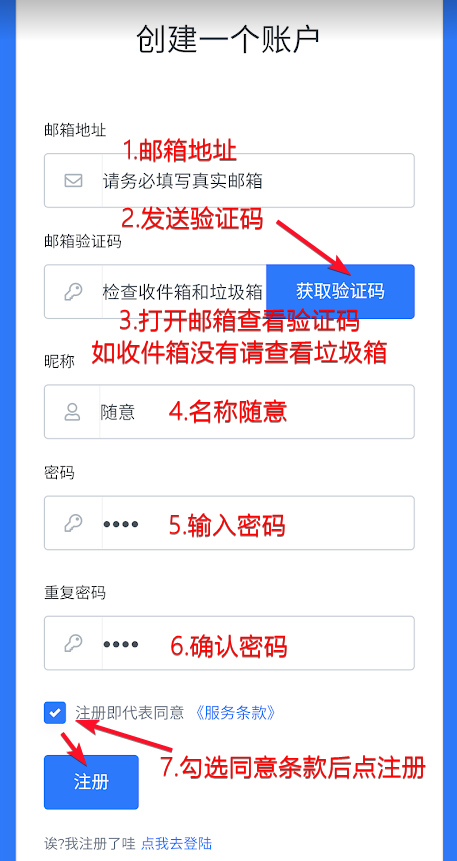 创建一个账户
邮箱地址
1.邮箱地址
请务必填写真实邮箱
2.发送验证码
邮箱验证码
检查收件箱和垃圾箱
获取验证码
3.打开邮箱查看验证码
如收件箱没有请查看垃圾箱
昵称
随意
4.名称随意
密码
••••
5.输入密码
重复密码
••••
6.确认密码
注册即代表同意 《服务条款》
7.勾选同意条款后点注册
注册
诶?我注册了哇 点我去登陆